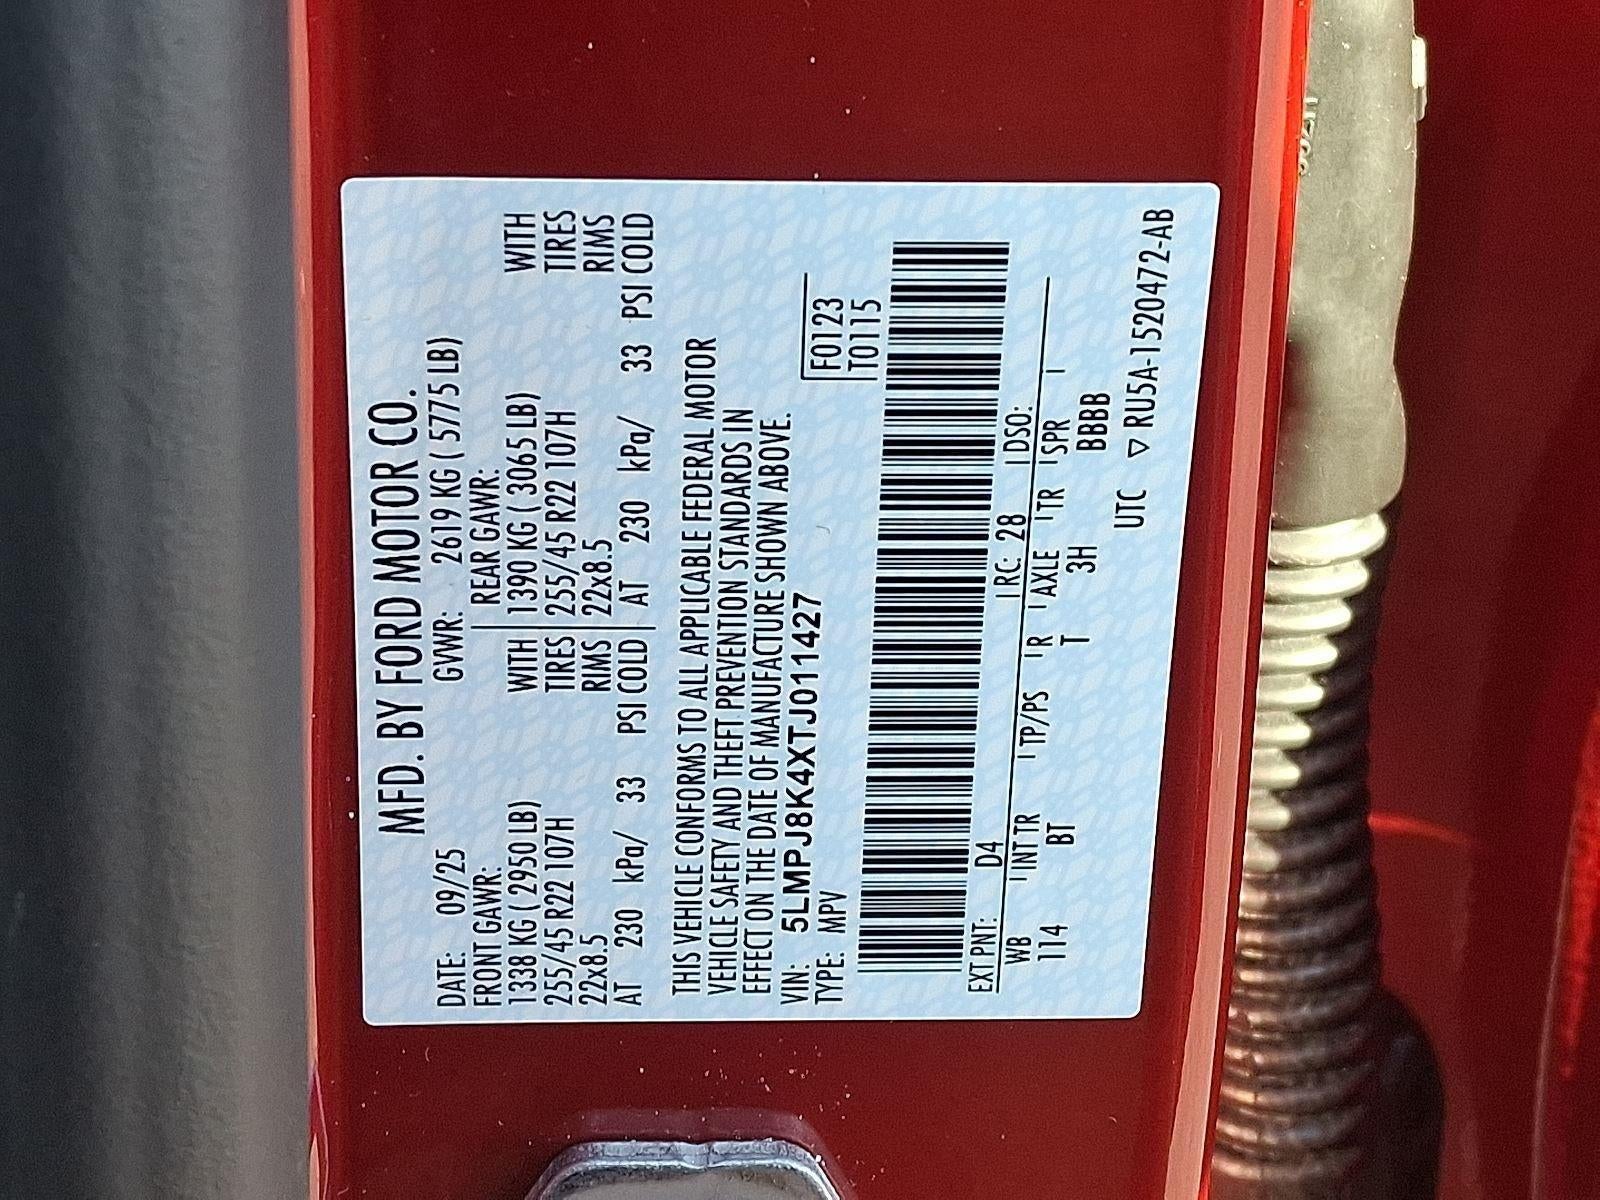 MFD. BY FORD MOTOR CO.
DATE: 09/25 GVWR: 2619 KG ( 5775 LB)
FRONT GAWR: REAR GAWR:
1338 KG ( 2950 LB) WITH 1390 KG ( 3065 LB) WITH
255/45 R22 107H TIRES 255/45 R22 107H TIRES
22x8.5 RIMS 22x8.5 RIMS
AT 230 kPa/ 33 PSI COLD AT 230 kPa/ 33 PSI COLD
THIS VEHICLE CONFORMS TO ALL APPLICABLE FEDERAL MOTOR
VEHICLE SAFETY AND THEFT PREVENTION STANDARDS IN
EFFECT ON THE DATE OF MANUFACTURE SHOWN ABOVE.
VIN: 5LMPJ8K4XTJ011427 F0123
TYPE: MPV T0115
EXT PNT: D4 RC: 28 DSO:
WB INT TR TP/PS R AXLE TR SPR
114 BT T 3H BBBB
UTC ▽ RU5A-1520472-AB